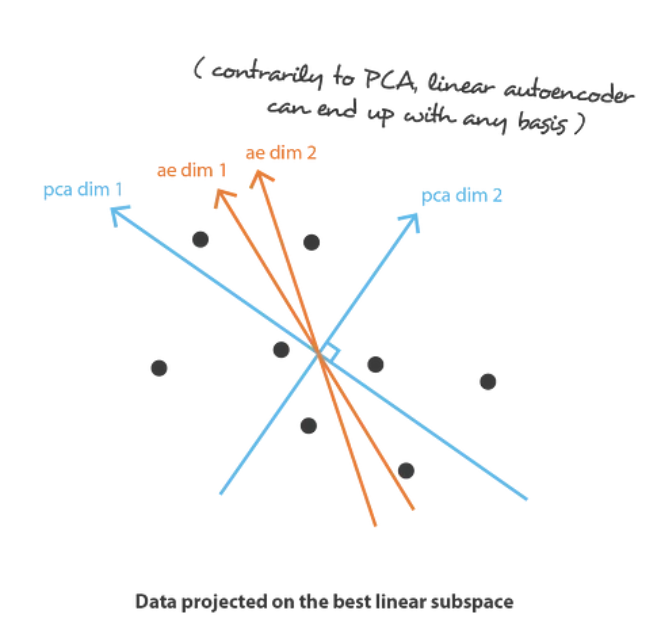 ( contrarily to PCA, linear autoencoder
can end up with any basis )
ae dim 2
ae dim 1
pca dim 1
pca dim 2
Data projected on the best linear subspace